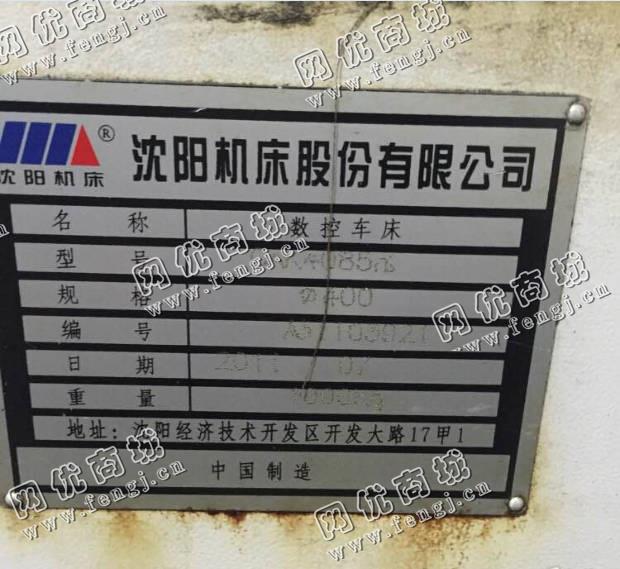 网优商城
www.fengj.cn
沈阳机床 ® 沈阳机床股份有限公司
名称 数控车床
型号
规格 Φ400
编号
日期 2011 07
重量
地址:沈阳经济技术开发区开发大路17甲1
中国制造